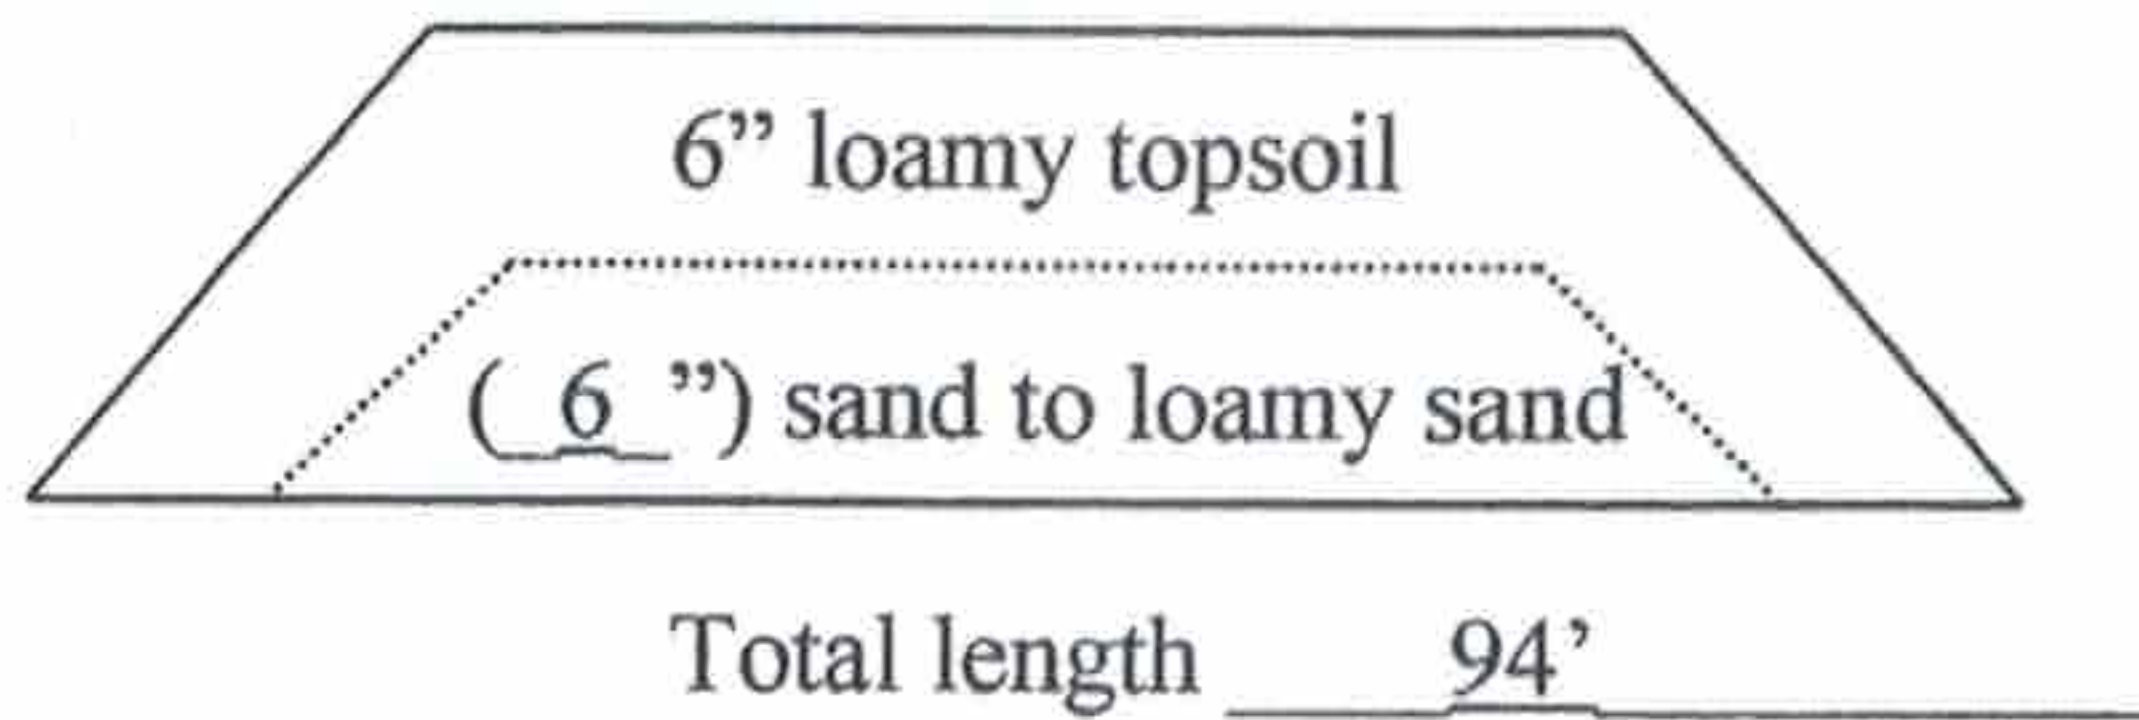 6” loamy topsoil
( 6 ”) sand to loamy sand
Total length 94’